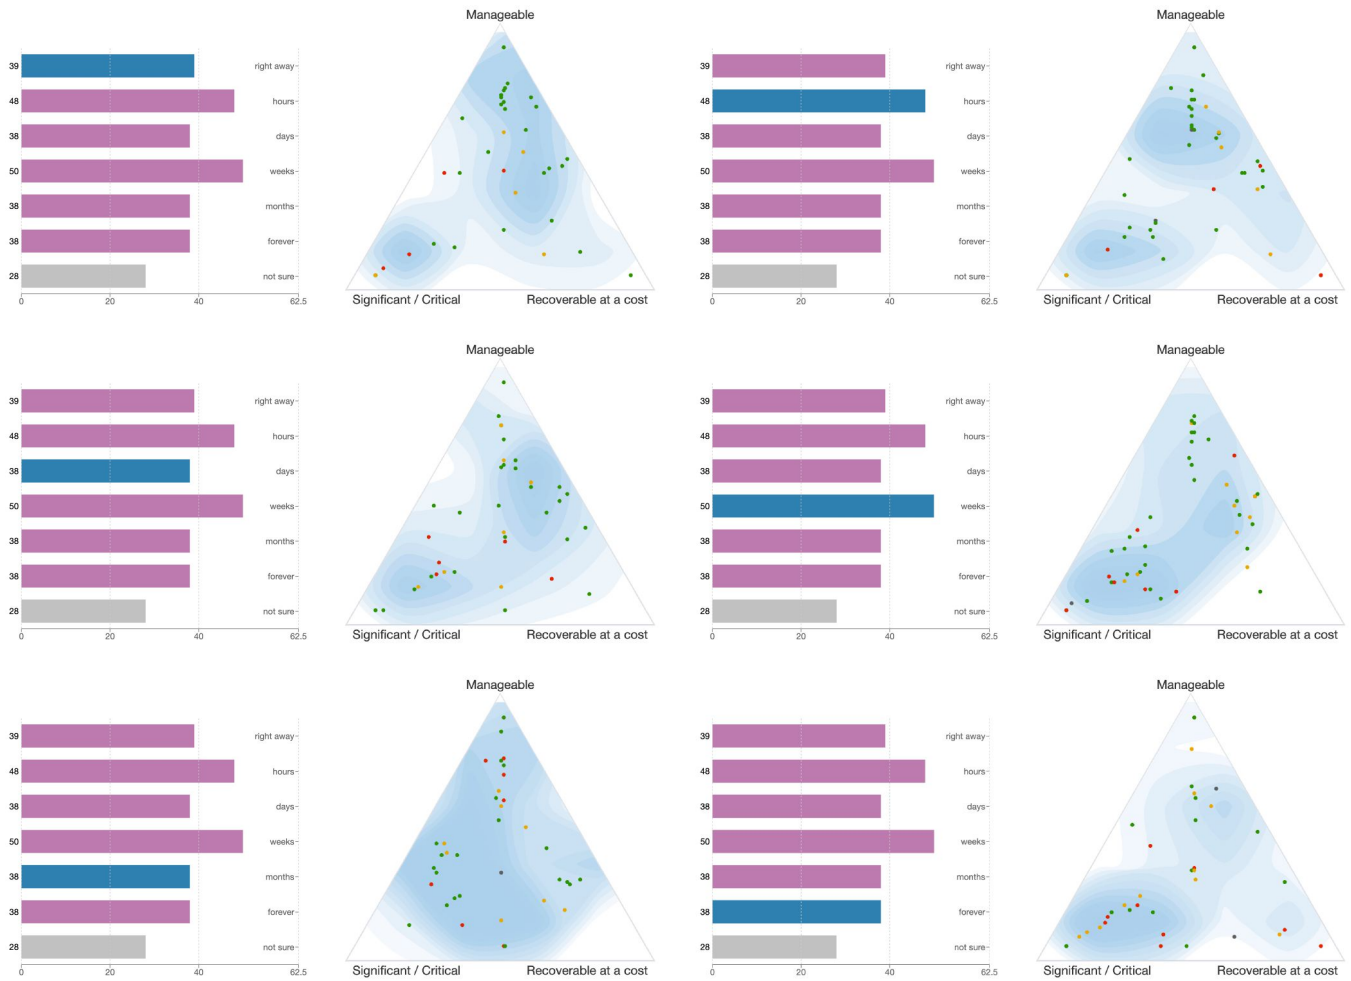 Manageable
39 right away
48 hours
38 days
50 weeks
38 months
38 forever
28 not sure
0 20 40 62.5
Significant / Critical Recoverable at a cost
Manageable
39 right away
48 hours
38 days
50 weeks
38 months
38 forever
28 not sure
0 20 40 62.5
Significant / Critical Recoverable at a cost
Manageable
39 right away
48 hours
38 days
50 weeks
38 months
38 forever
28 not sure
0 20 40 62.5
Significant / Critical Recoverable at a cost
Manageable
39 right away
48 hours
38 days
50 weeks
38 months
38 forever
28 not sure
0 20 40 62.5
Significant / Critical Recoverable at a cost
Manageable
39 right away
48 hours
38 days
50 weeks
38 months
38 forever
28 not sure
0 20 40 62.5
Significant / Critical Recoverable at a cost
Manageable
39 right away
48 hours
38 days
50 weeks
38 months
38 forever
28 not sure
0 20 40 62.5
Significant / Critical Recoverable at a cost